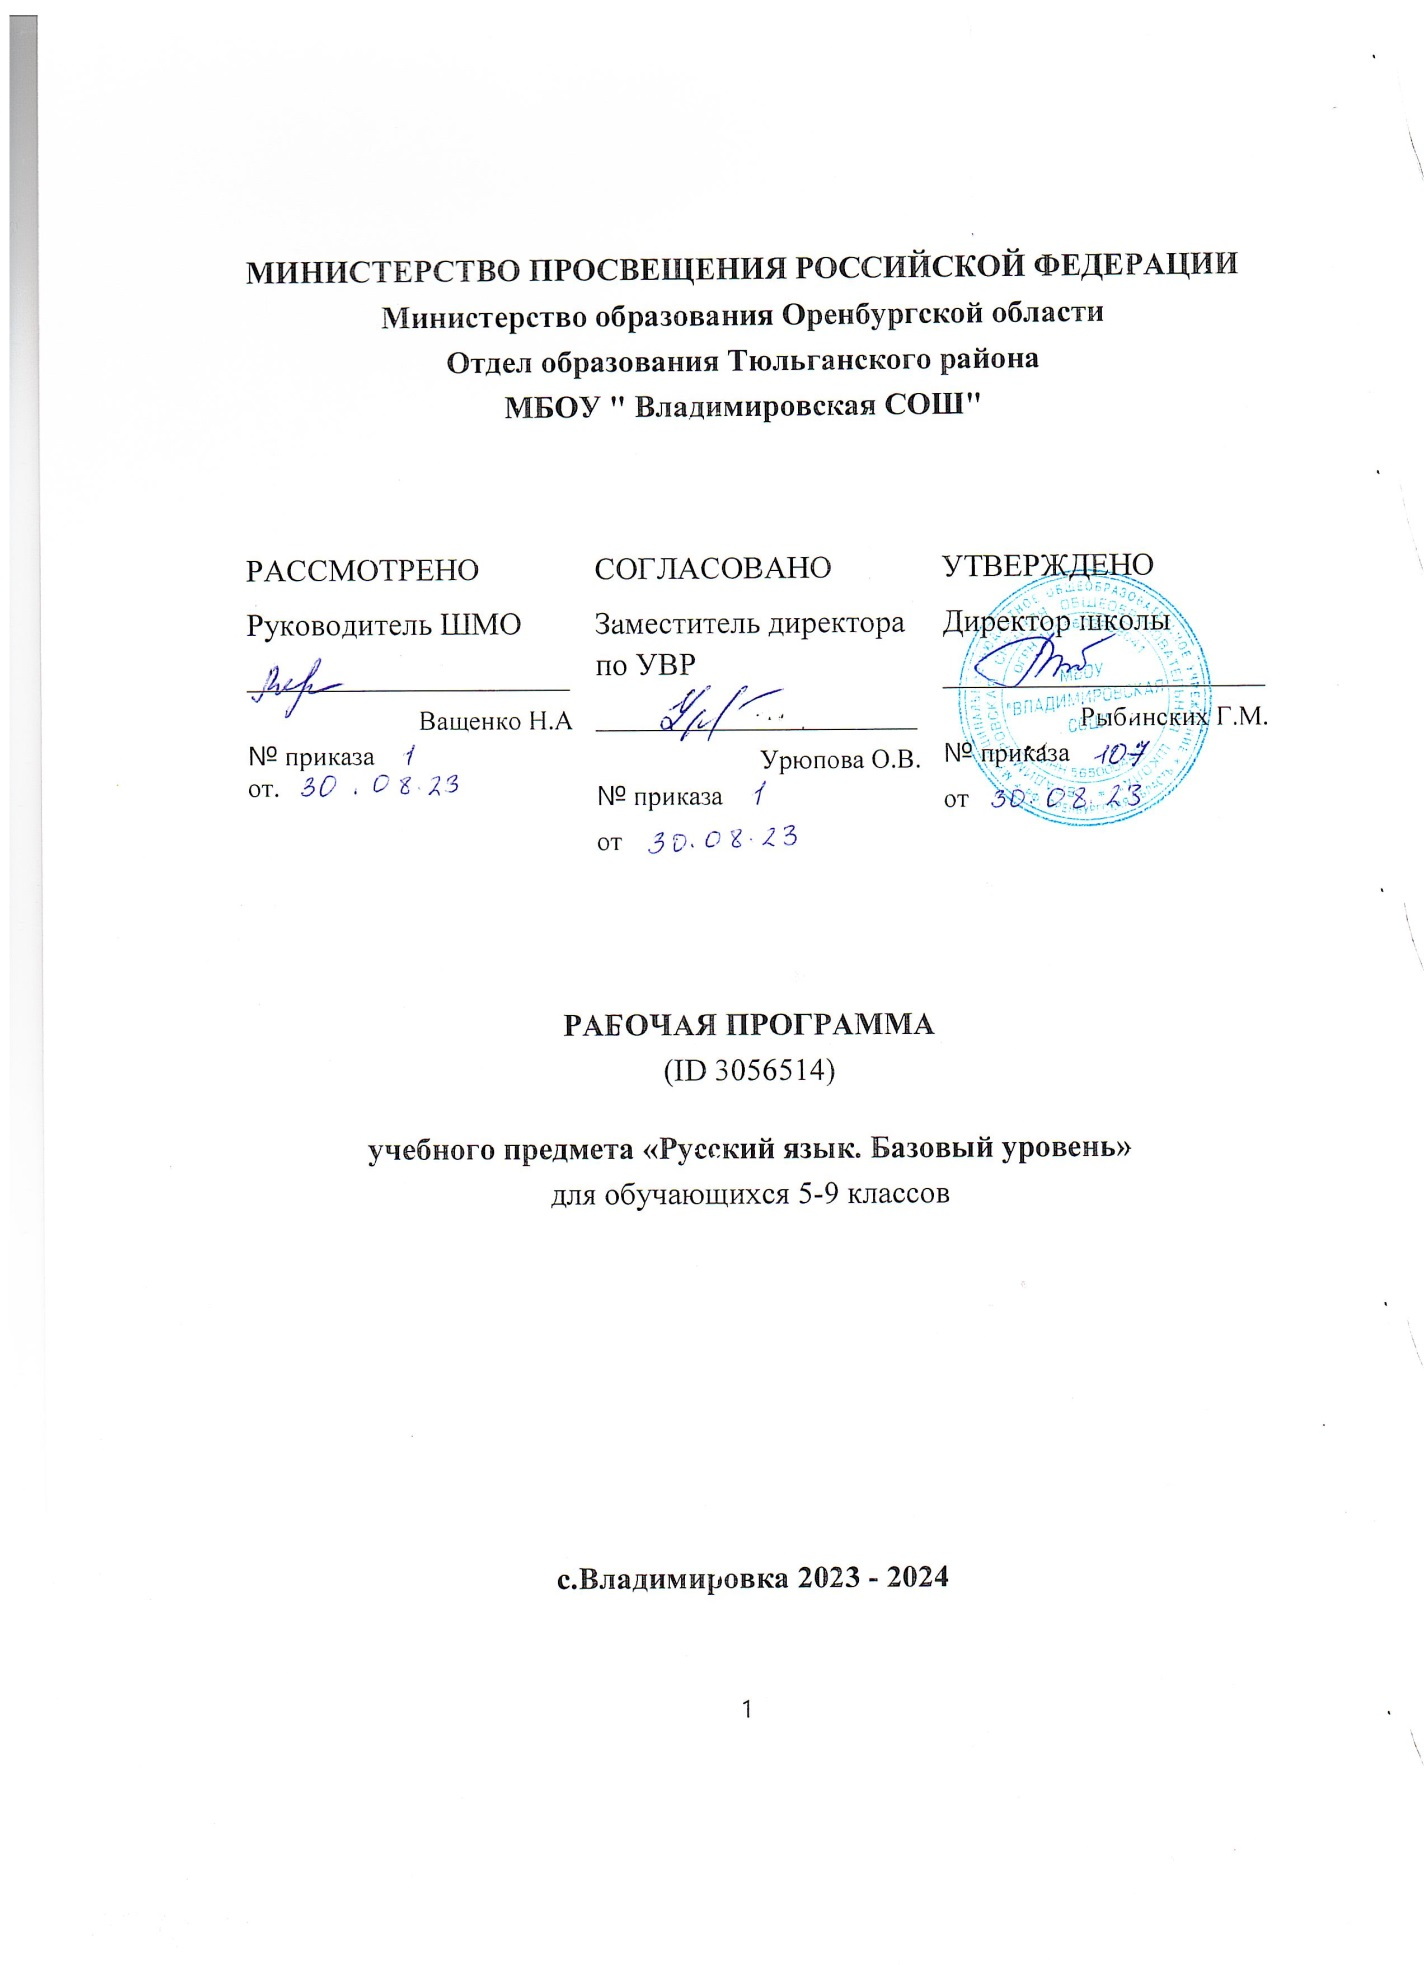 МИНИСТЕРСТВО ПРОСВЕЩЕНИЯ РОССИЙСКОЙ ФЕДЕРАЦИИ
Министерство образования Оренбургской области
Отдел образования Тюльганского района
МБОУ " Владимировская СОШ"
РАССМОТРЕНО
Руководитель ШМО
Ващенко Н.А
№ приказа 1
от. 30.08.23
СОГЛАСОВАНО
Заместитель директора
по УВР
Урюпова О.В.
№ приказа 1
от 30.08.23
УТВЕРЖДЕНО
Директор школы
Рыбинских Г.М.
№ приказа 107
от 30.08.23
МБОУ
"ВЛАДИМИРОВСКАЯ
СОШ"
РАБОЧАЯ ПРОГРАММА
(ID 3056514)
учебного предмета «Русский язык. Базовый уровень»
для обучающихся 5-9 классов
с.Владимировка 2023 - 2024
1